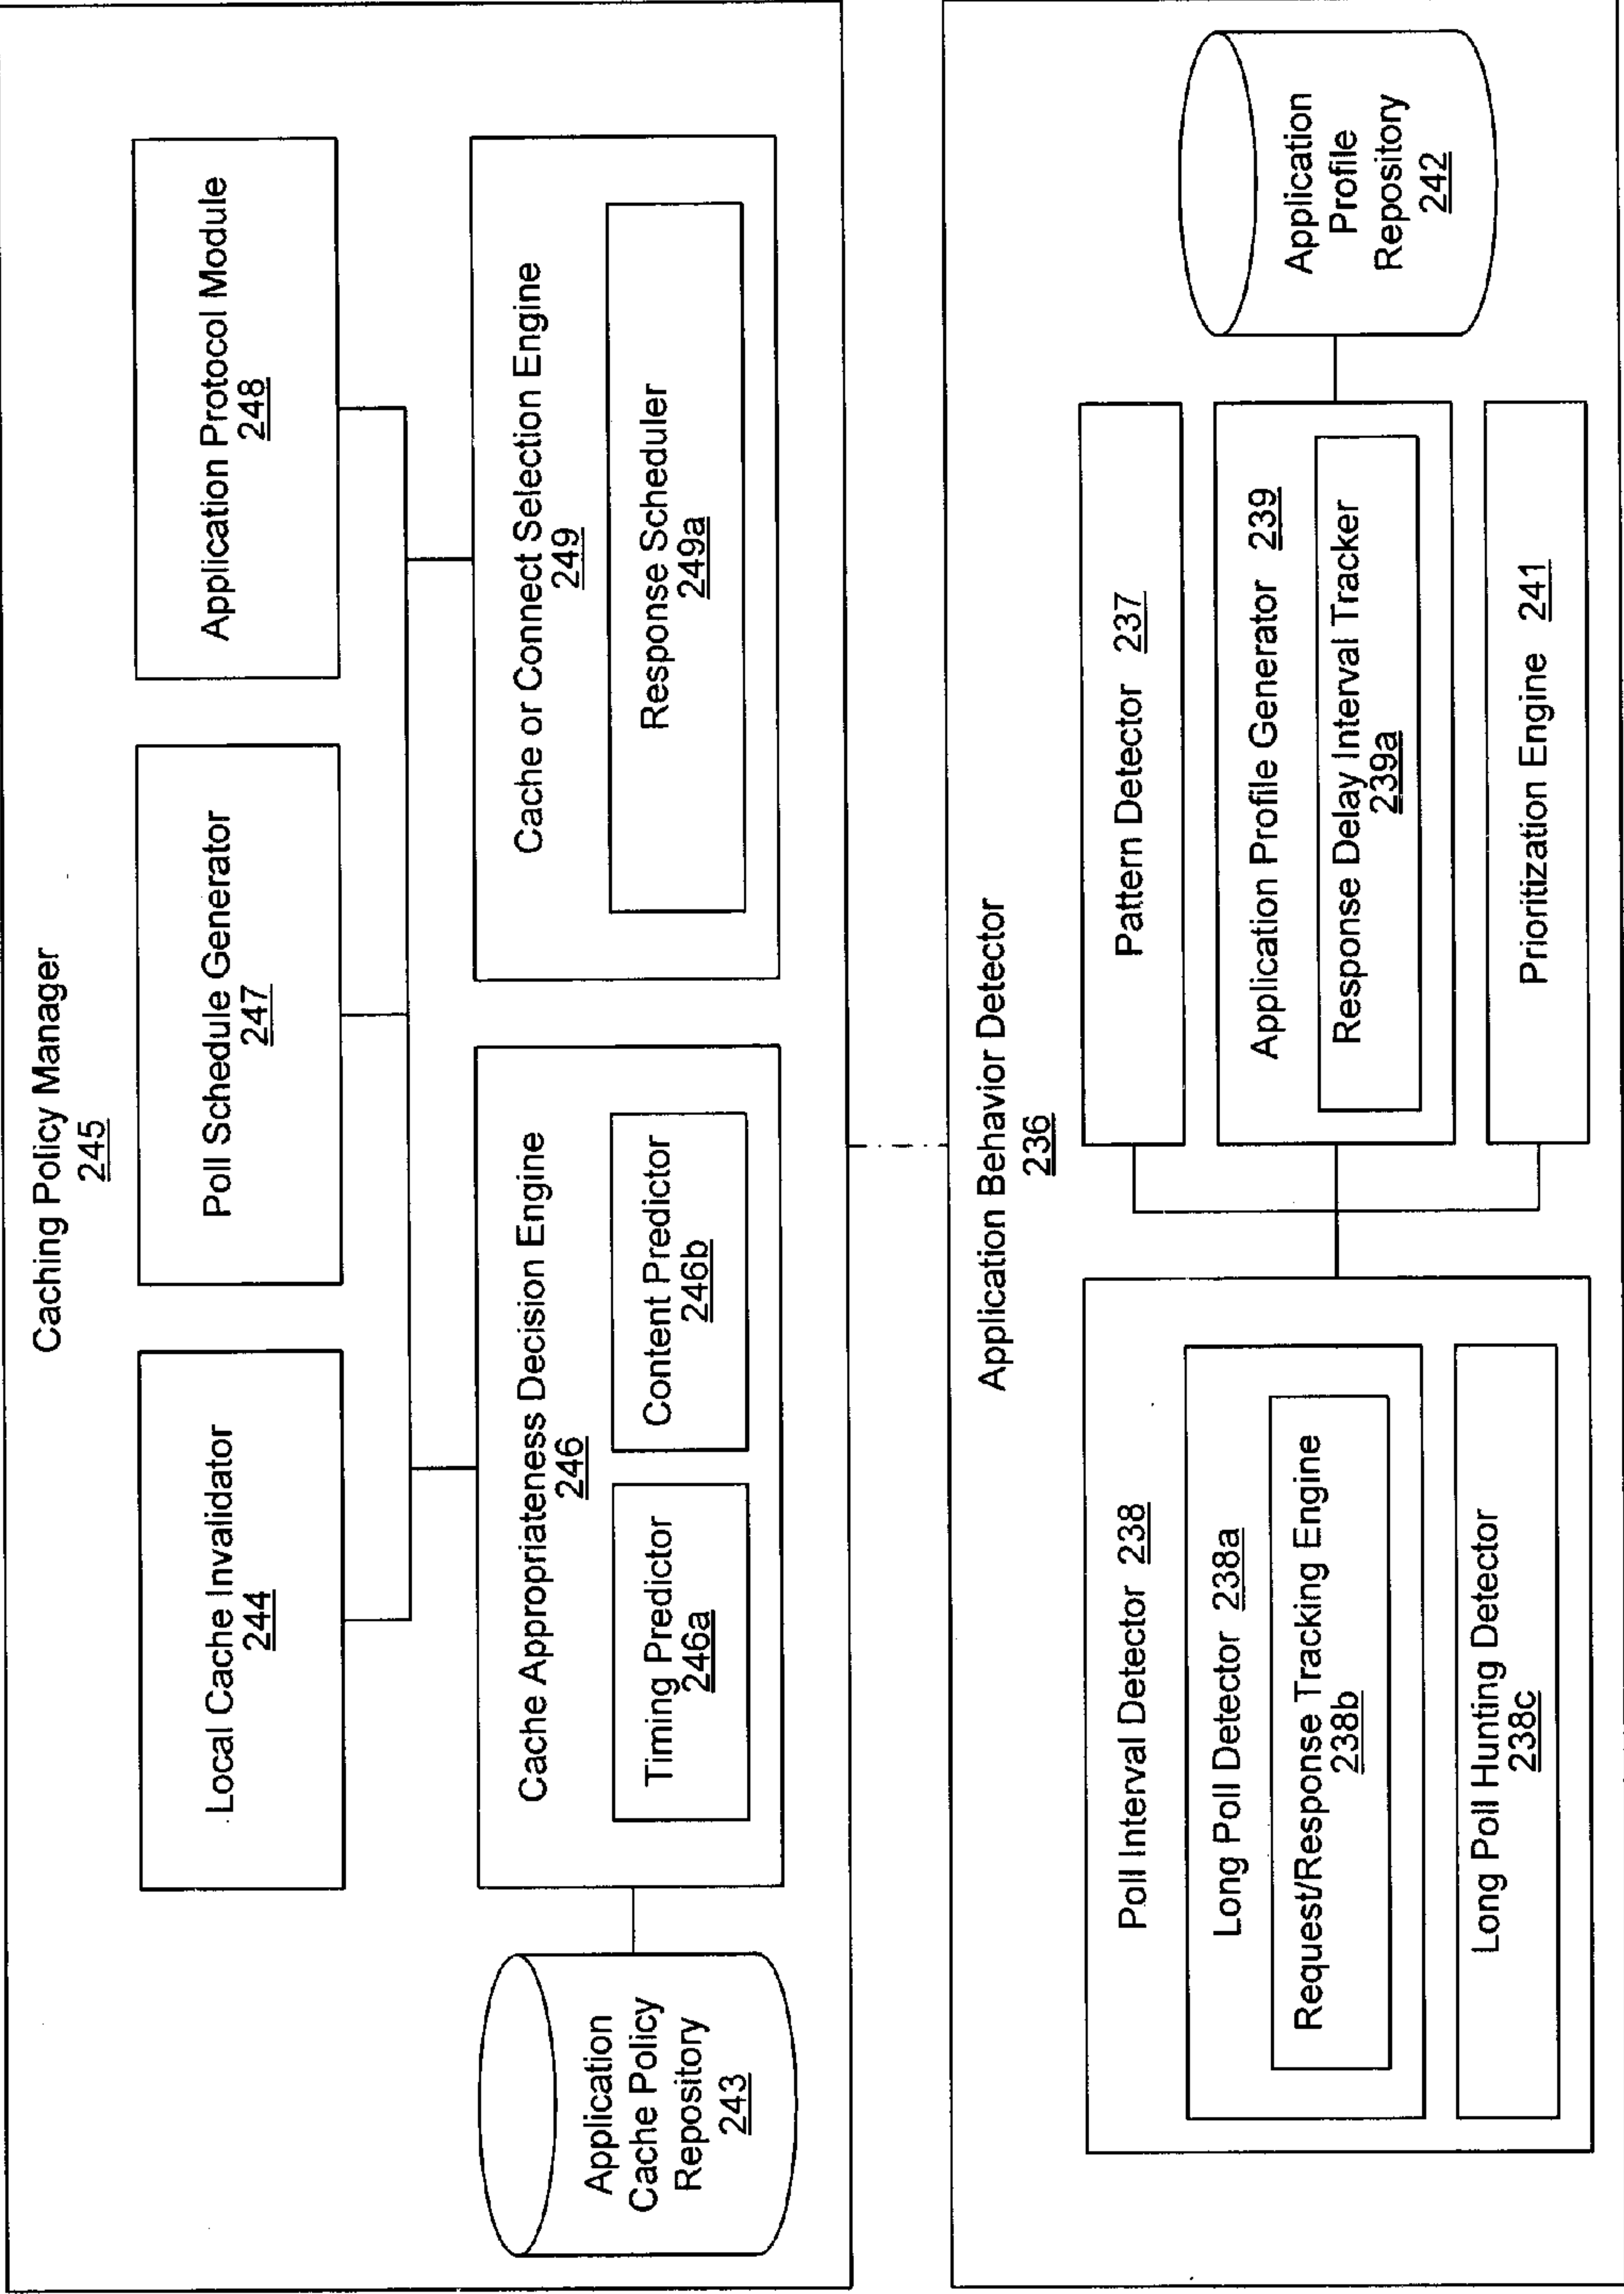 Caching Policy Manager
245
Local Cache Invalidator
244
Poll Schedule Generator
247
Application Protocol Module
248
Application
Cache Policy
Repository
243
Cache Appropriateness Decision Engine
246
Timing Predictor
246a
Content Predictor
246b
Cache or Connect Selection Engine
249
Response Scheduler
249a
Application Behavior Detector
236
Poll Interval Detector 238
Long Poll Detector 238a
Request/Response Tracking Engine
238b
Long Poll Hunting Detector
238c
Pattern Detector 237
Application Profile Generator 239
Response Delay Interval Tracker
239a
Prioritization Engine 241
Application
Profile
Repository
242